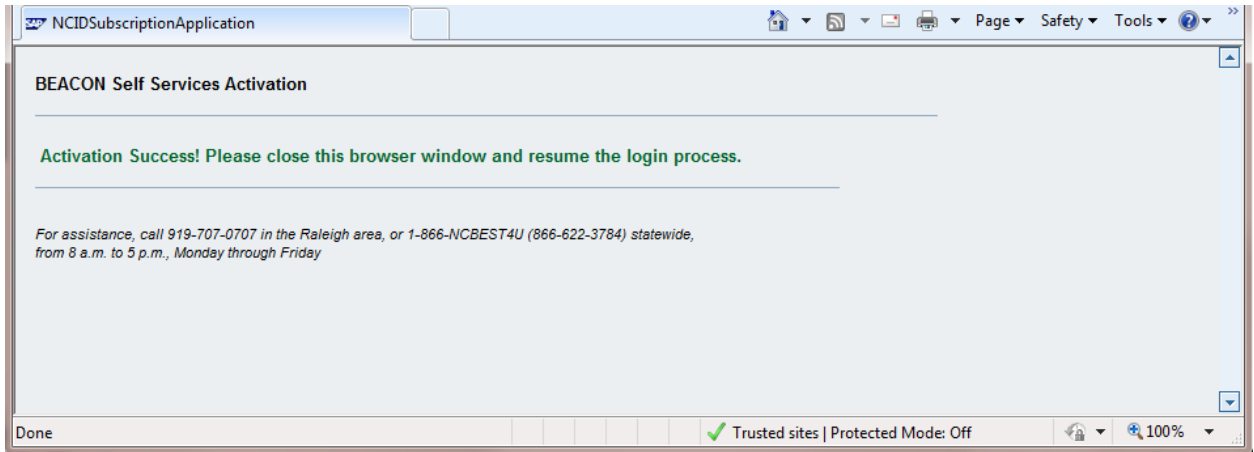 SAP NCIDSubscriptionApplication
Page Safety Tools
BEACON Self Services Activation
Activation Success! Please close this browser window and resume the login process.
For assistance, call 919-707-0707 in the Raleigh area, or 1-866-NCBEST4U (866-622-3784) statewide,
from 8 a.m. to 5 p.m., Monday through Friday
Done Trusted sites | Protected Mode: Off 100%